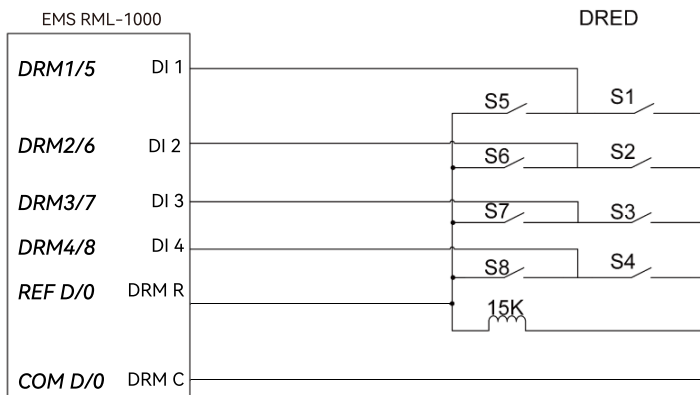 EMS RML-1000
DRED
DRM1/5 DI 1
S5 S1
DRM2/6 DI 2
S6 S2
DRM3/7 DI 3
S7 S3
DRM4/8 DI 4
S8 S4
REF D/0 DRM R
15K
COM D/0 DRM C